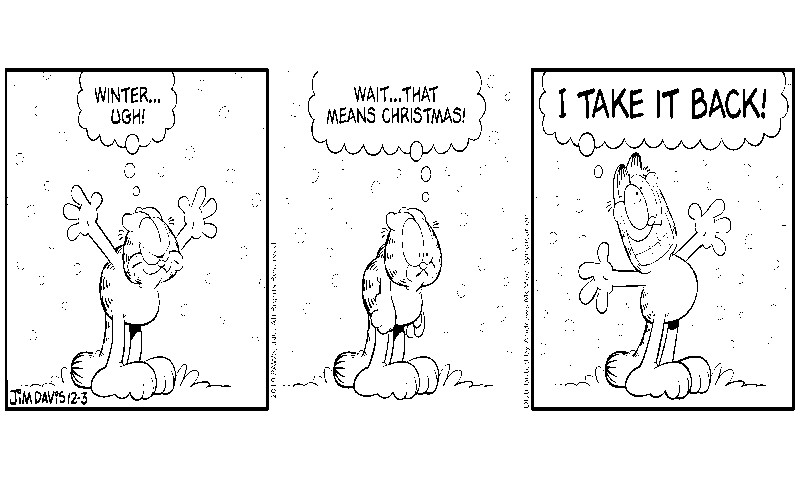 WINTER...
UGH!
WAIT...THAT
MEANS CHRISTMAS!
I TAKE IT BACK!
JIM DAVIS 12-3